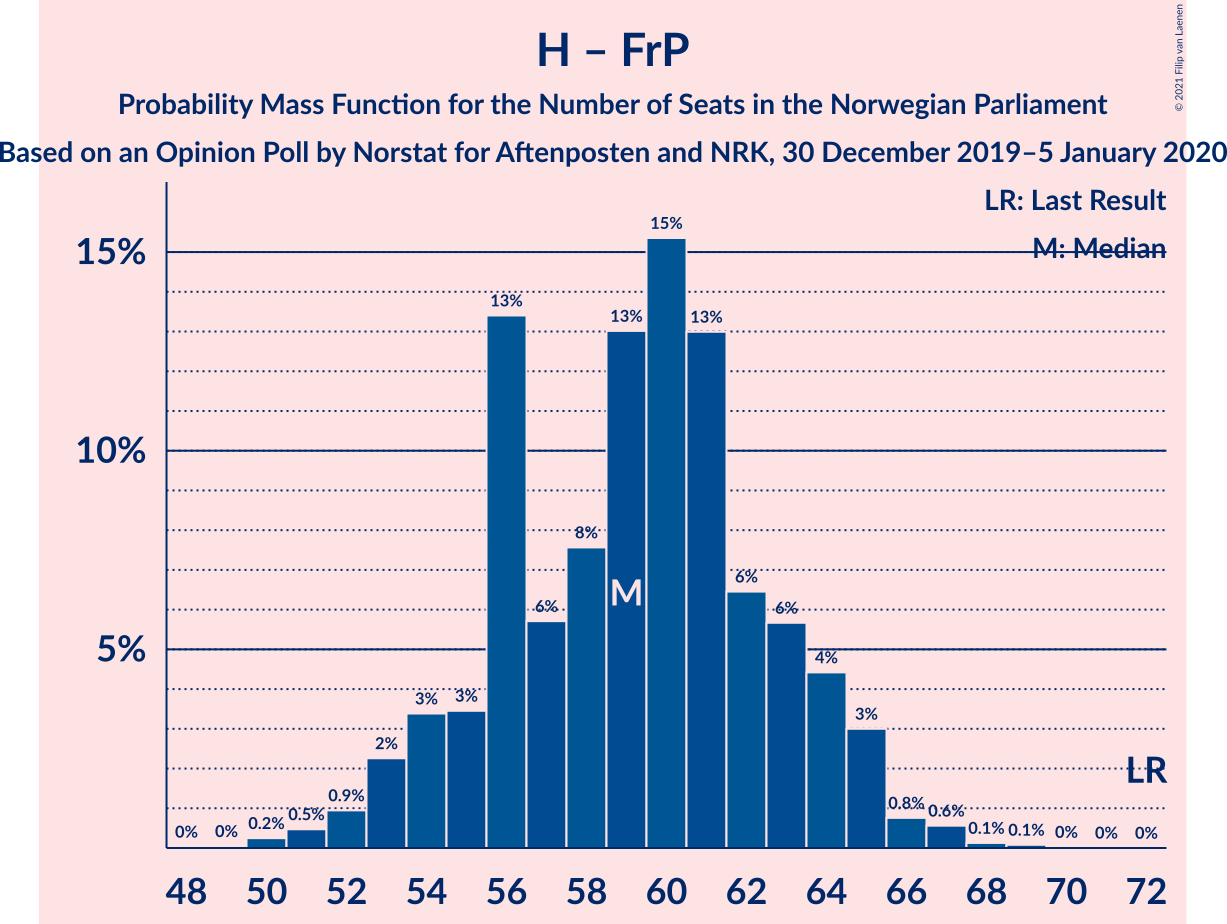 © 2021 Filip van Laenen
H – FrP
Probability Mass Function for the Number of Seats in the Norwegian Parliament
Based on an Opinion Poll by Norstat for Aftenposten and NRK, 30 December 2019–5 January 2020
LR: Last Result
M: Median
15%
10%
5%
0% 0% 0.2% 0.5% 0.9% 2% 3% 3% 13% 6% 8% 13% 15% 13% 6% 6% 4% 3% 0.8% 0.6% 0.1% 0.1% 0% 0% 0%
M
LR
48 50 52 54 56 58 60 62 64 66 68 70 72